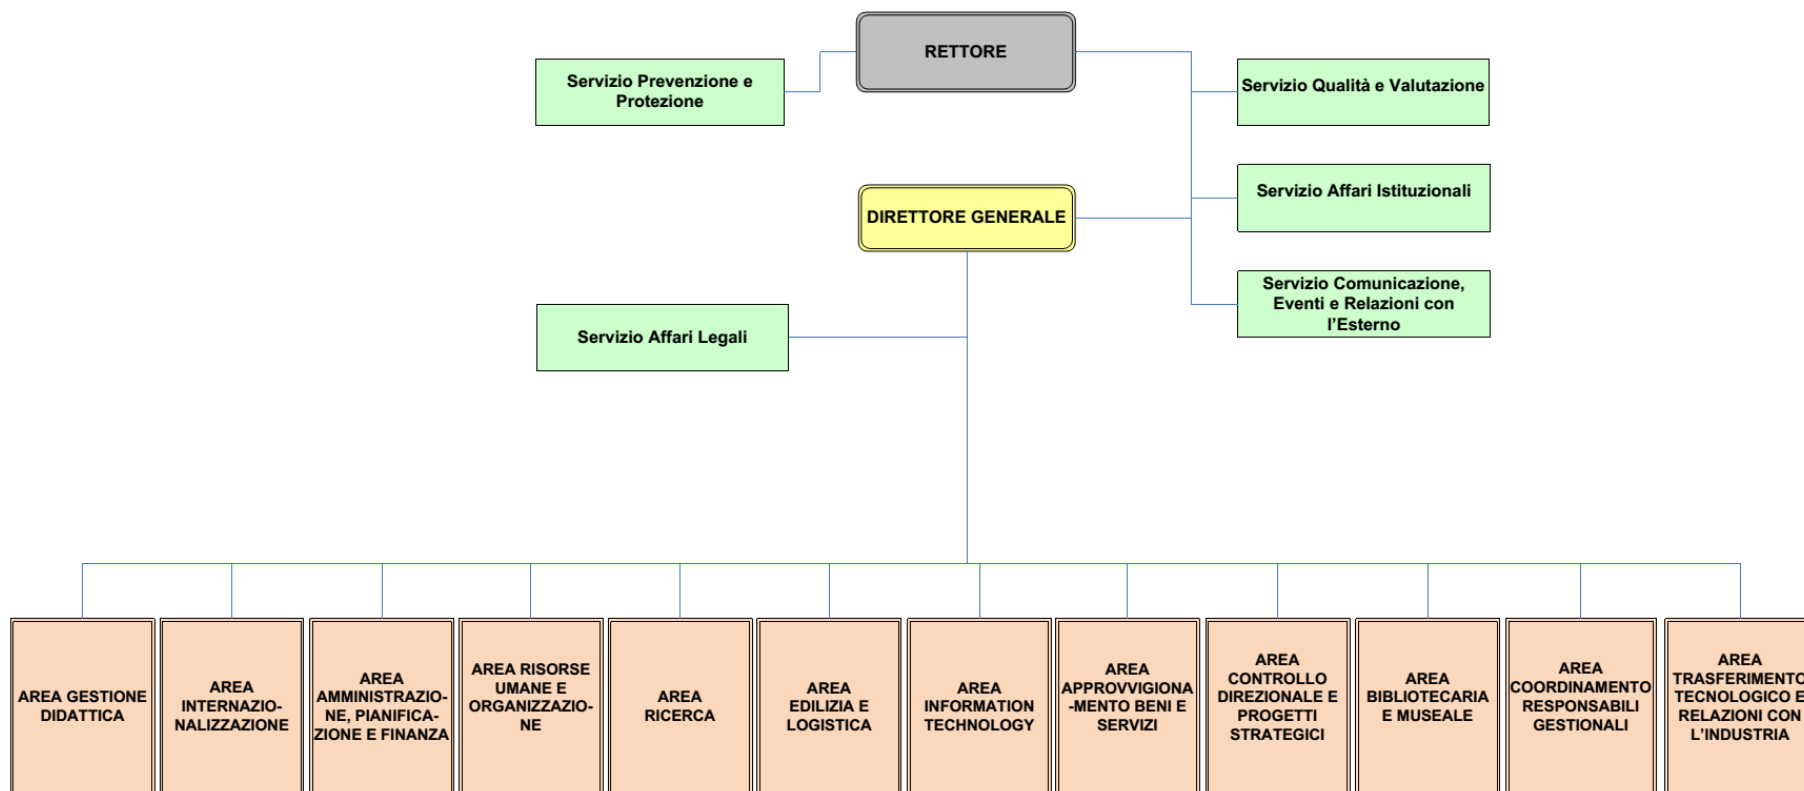 RETTORE
Servizio Prevenzione e
Protezione
Servizio Qualità e Valutazione
Servizio Affari Istituzionali
DIRETTORE GENERALE
Servizio Comunicazione,
Eventi e Relazioni con
l'Esterno
Servizio Affari Legali
AREA GESTIONE
DIDATTICA
AREA
INTERNAZIO-
NALIZZAZIONE
AREA
AMMINISTRAZIO-
NE, PIANIFICA-
ZIONE E FINANZA
AREA RISORSE
UMANE E
ORGANIZZAZIO-
NE
AREA
RICERCA
AREA
EDILIZIA E
LOGISTICA
AREA
INFORMATION
TECHNOLOGY
AREA
APPROVVIGIONA
-MENTO BENI E
SERVIZI
AREA
CONTROLLO
DIREZIONALE E
PROGETTI
STRATEGICI
AREA
BIBLIOTECARIA
E MUSEALE
AREA
COORDINAMENTO
RESPONSABILI
GESTIONALI
AREA
TRASFERIMENTO
TECNOLOGICO E
RELAZIONI CON
L'INDUSTRIA